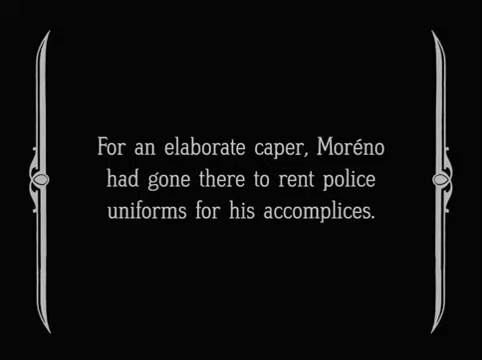 For an elaborate caper, Moréno
had gone there to rent police
uniforms for his accomplices.